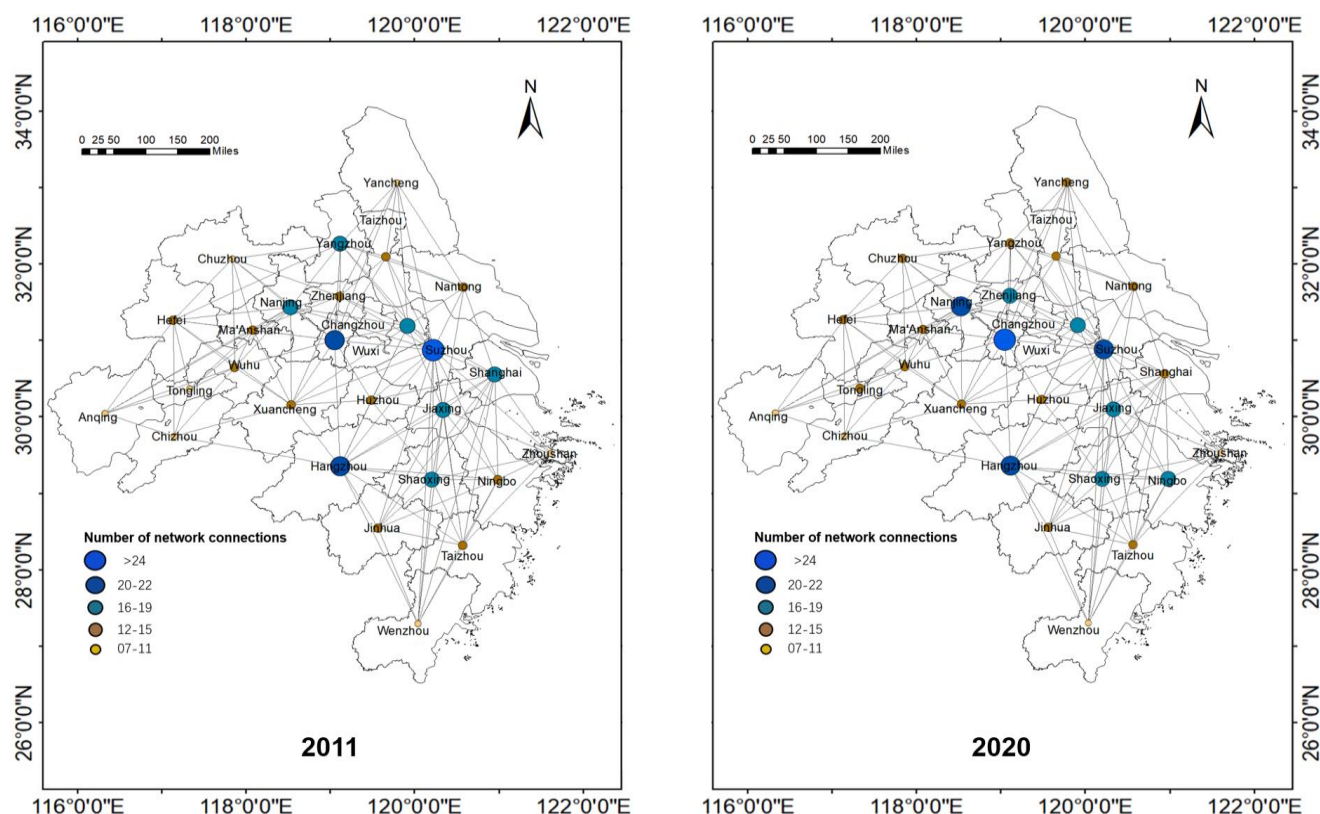 116°0'0"E 118°0'0"E 120°0'0"E 122°0'0"E
34°0'0"N
32°0'0"N
30°0'0"N
28°0'0"N
26°0'0"N
N
0 25 50 100 150 200
Miles
Yancheng
Taizhou
Yangzhou
Chuzhou
Nantong
Zhenjiang
Nanjing
Hefei
Changzhou
Ma'Anshan
Wuxi
Suzhou
Wuhu
Shanghai
Tongling
Huzhou
Xuancheng
Jiaxing
Anqing
Chizhou
Zhoushan
Hangzhou
Shaoxing
Ningbo
Jinhua
Taizhou
Wenzhou
Number of network connections
>24
20-22
16-19
12-15
07-11
2011
116°0'0"E 118°0'0"E 120°0'0"E 122°0'0"E
116°0'0"E 118°0'0"E 120°0'0"E 122°0'0"E
N
0 25 50 100 150 200
Miles
Yancheng
Taizhou
Yangzhou
Chuzhou
Nantong
Zhenjiang
Nanjing
Hefei
Changzhou
Ma'Anshan
Wuxi
Suzhou
Wuhu
Shanghai
Tongling
Huzhou
Xuancheng
Jiaxing
Anqing
Chizhou
Zhoushan
Hangzhou
Shaoxing
Ningbo
Jinhua
Taizhou
Wenzhou
Number of network connections
>24
20-22
16-19
12-15
07-11
2020
34°0'0"N
32°0'0"N
30°0'0"N
28°0'0"N
26°0'0"N
116°0'0"E 118°0'0"E 120°0'0"E 122°0'0"E